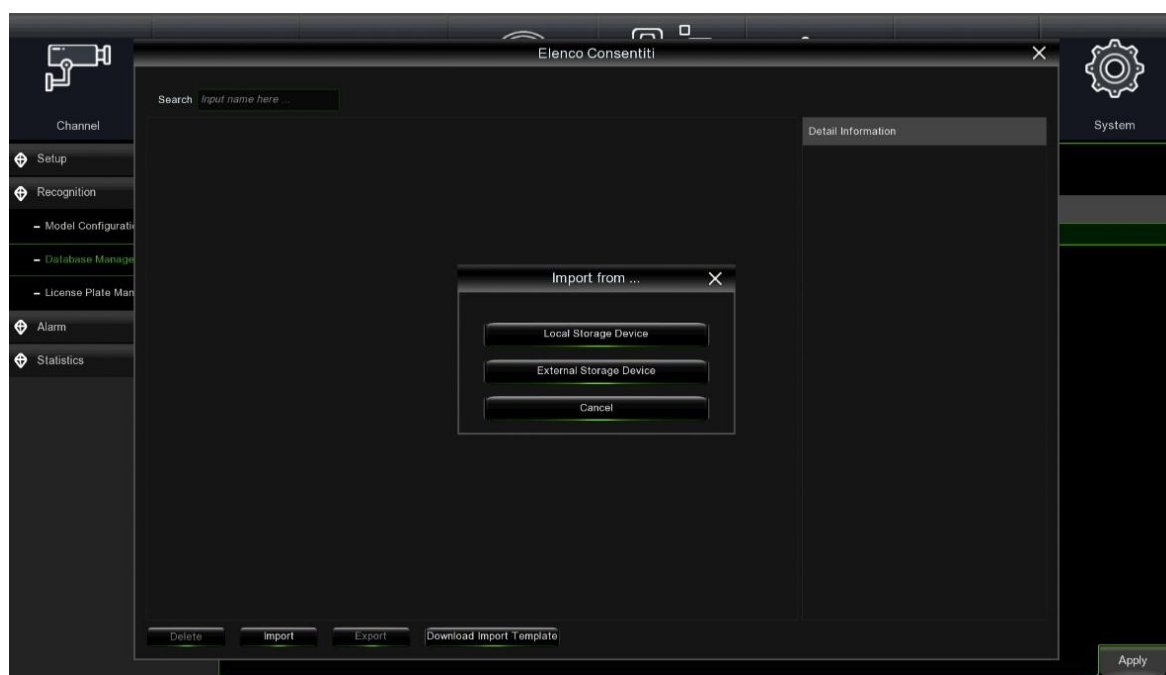 Elenco Consentiti
Search Input name here ...
Channel
System
Detail Information
Setup
Recognition
Model Configurati
Database Manage
License Plate Man
Alarm
Statistics
Import from ...
Local Storage Device
External Storage Device
Cancel
Delete Import Export Download Import Template
Apply